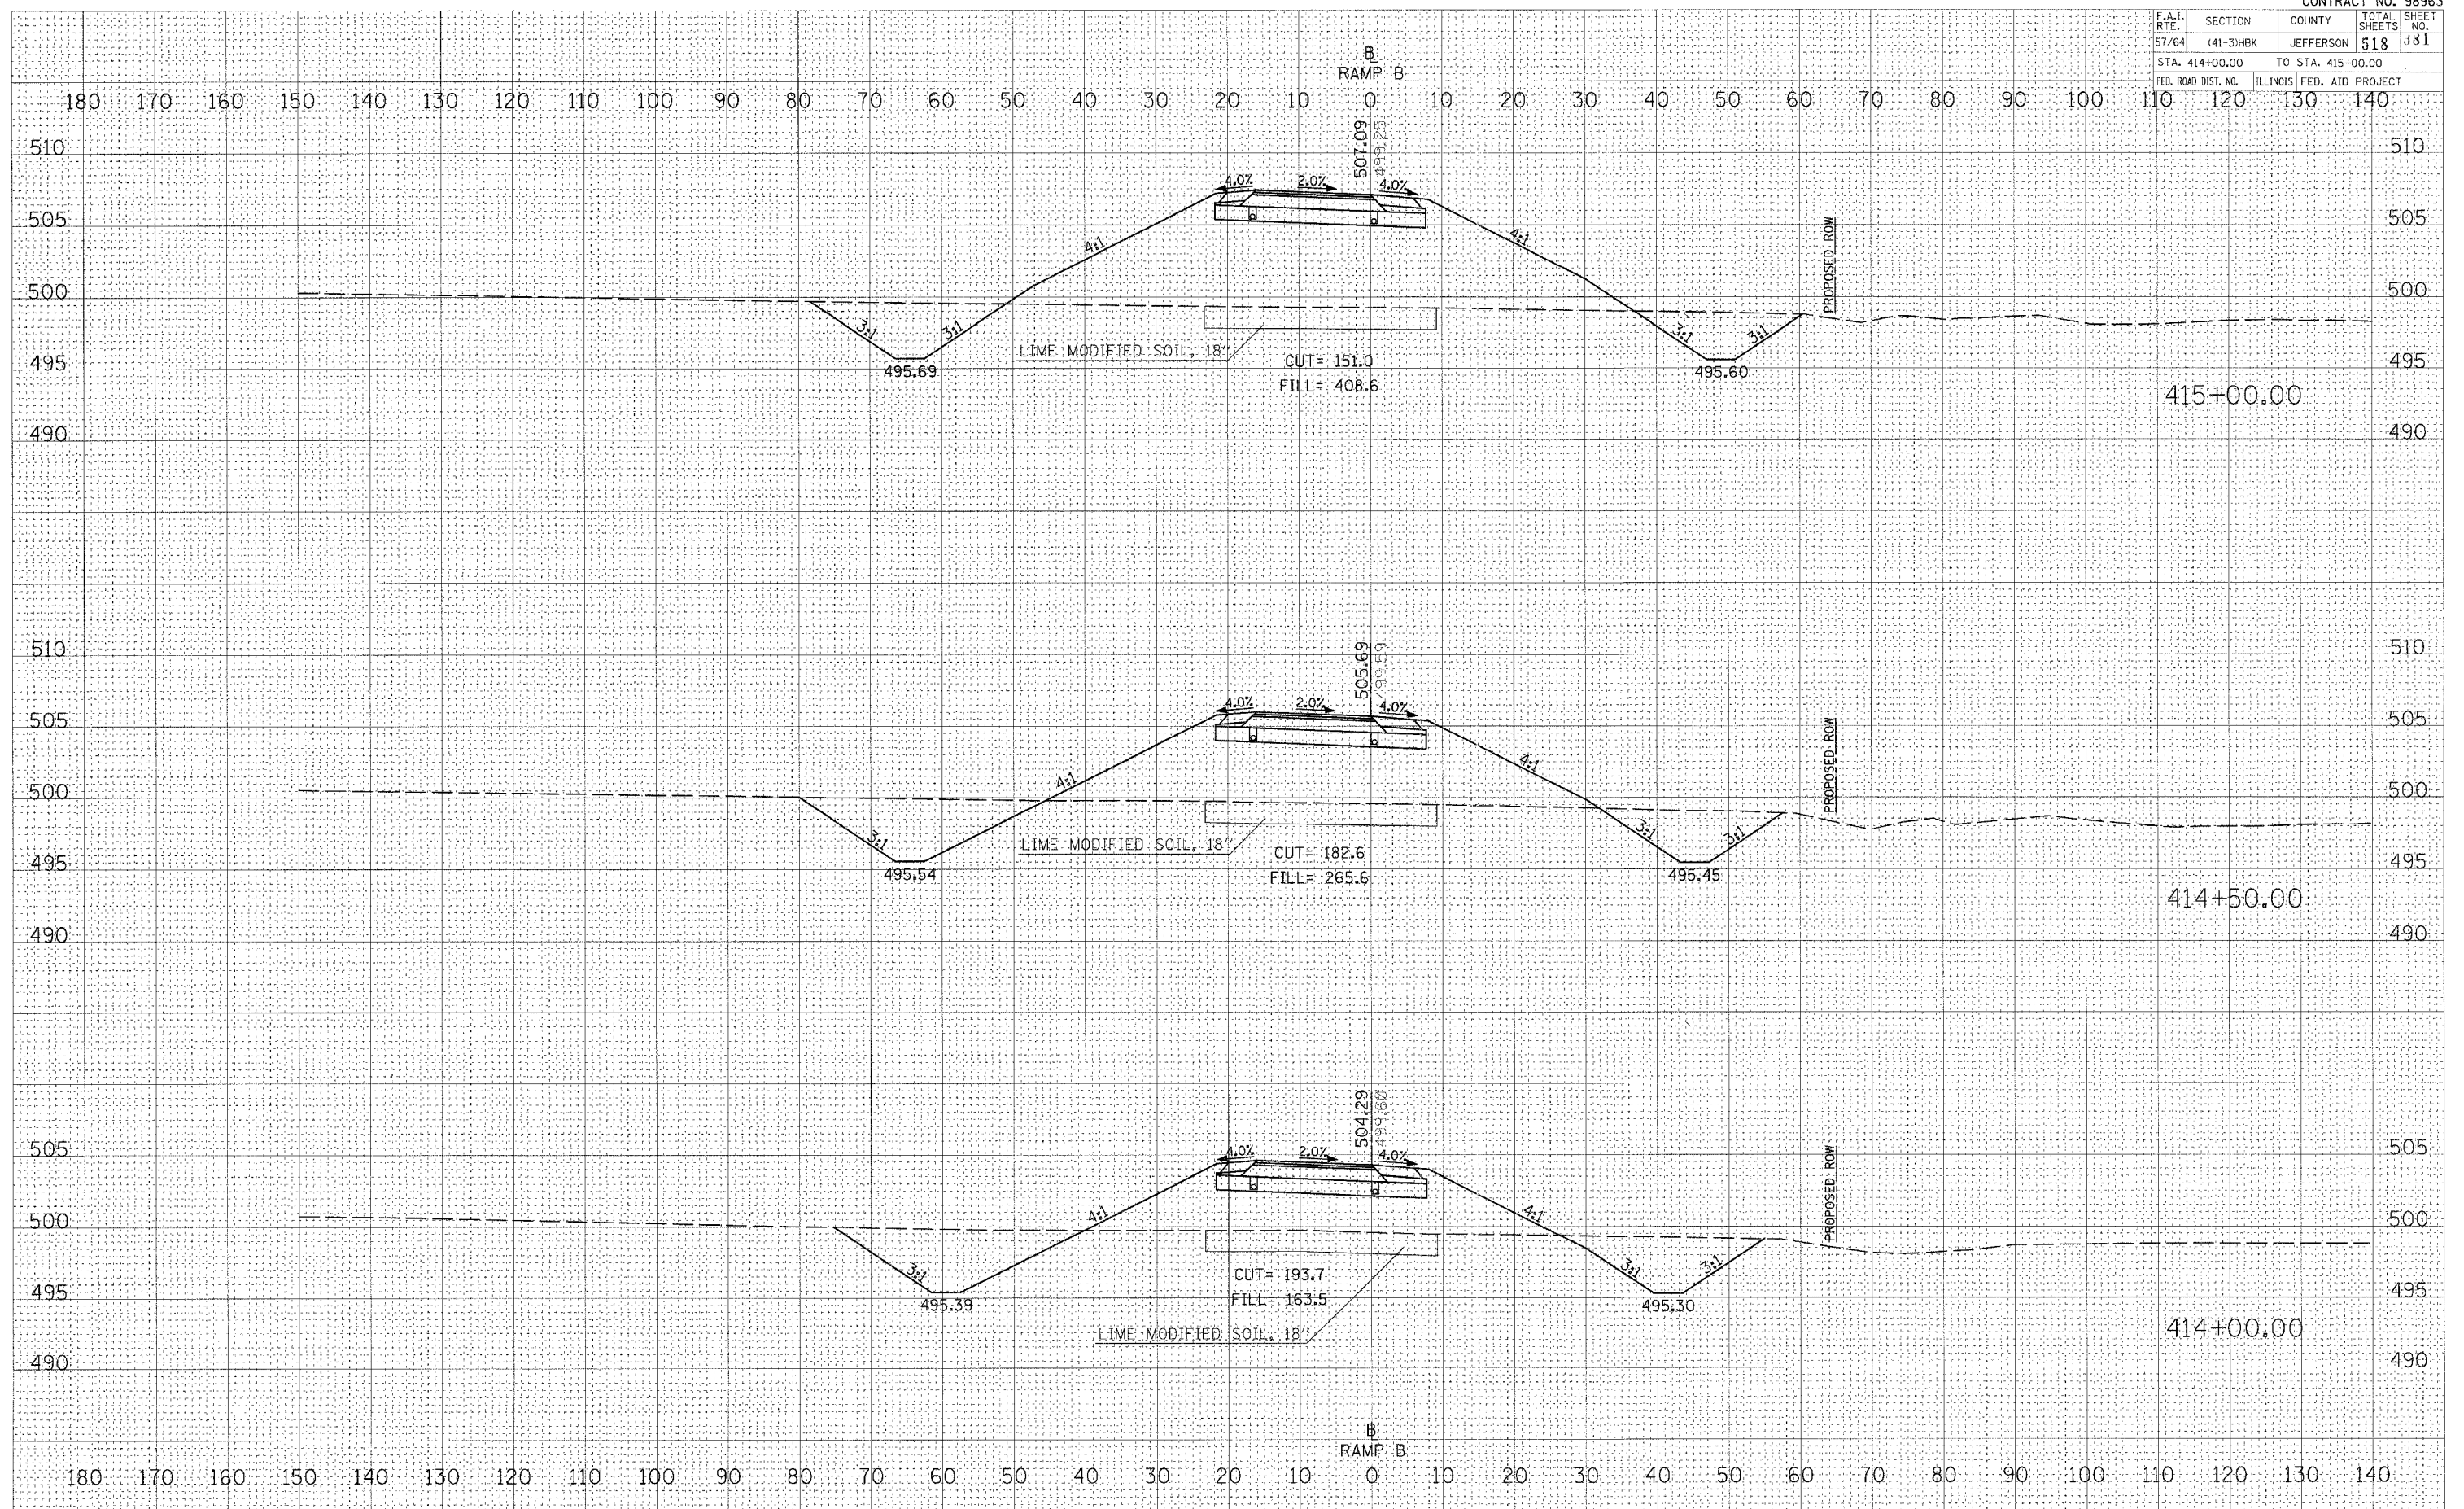 CONTRACT NO. 98963
F.A.I. RTE. SECTION COUNTY TOTAL SHEETS SHEET NO.
57/64 (41-3)HBK JEFFERSON 518 381
STA. 414+00.00 TO STA. 415+00.00
FED. ROAD DIST. NO. ILLINOIS FED. AID PROJECT
B
RAMP B
180 170 160 150 140 130 120 110 100 90 80 70 60 50 40 30 20 10 0 10 20 30 40 50 60 70 80 90 100 110 120 130 140
510 507.09 499.25 510
4.0% 2.0% 4.0%
505 4:1 4:1 PROPOSED ROW 505
500 500
3:1 3:1 3:1 3:1
LIME MODIFIED SOIL, 18"
495 495.69 CUT= 151.0 495.60 495
FILL= 408.6
415+00.00
490 490
510 505.69 510
4.0% 2.0% 4.0%
505 505
4:1 4:1 PROPOSED ROW
500 500
3:1 3:1 3:1
LIME MODIFIED SOIL, 18"
CUT= 182.6
495 495.54 FILL= 265.6 495.45 495
414+50.00
490 490
504.29 499.60
505 4.0% 2.0% 4.0% 505
4:1 4:1 PROPOSED ROW
500 500
3:1 3:1 3:1
CUT= 193.7
495 495.39 FILL= 163.5 495.30 495
LIME MODIFIED SOIL, 18"
414+00.00
490 490
B
RAMP B
180 170 160 150 140 130 120 110 100 90 80 70 60 50 40 30 20 10 0 10 20 30 40 50 60 70 80 90 100 110 120 130 140